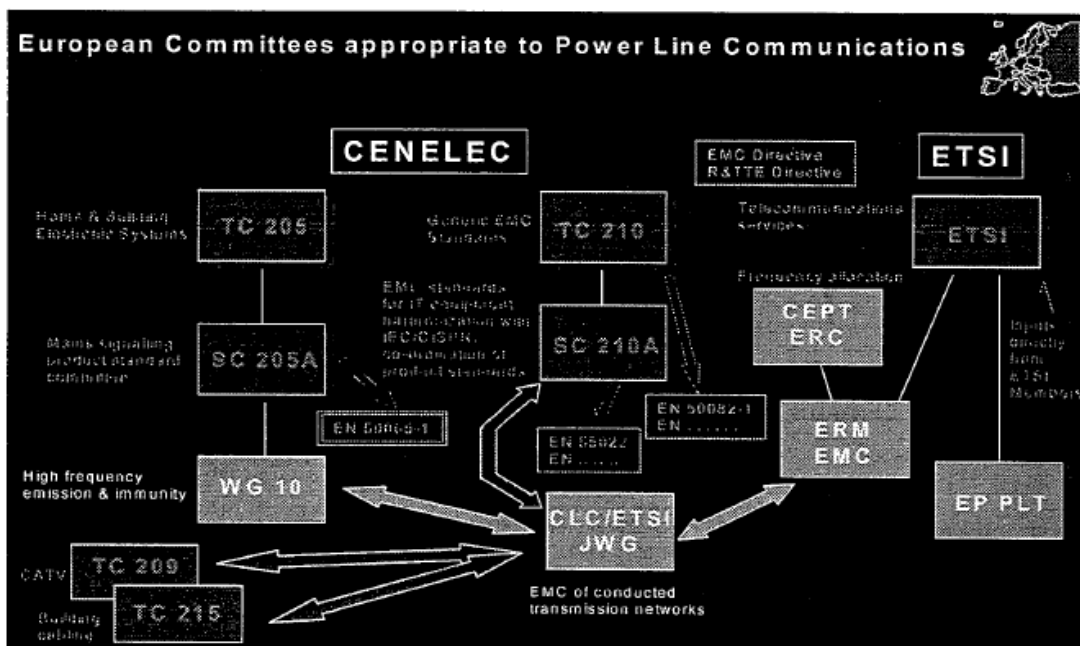 European Committees appropriate to Power Line Communications
CENELEC
EMC Directive
R&TTE Directive
ETSI
Home & Building
Electronic Systems
TC 205
Generic EMC
Standards
TC 210
Telecommunications
services
ETSI
Frequency allocation
EMC standards
for IT equipment
harmonization with
IEC/CISPR,
co-ordination of
product standards
CEPT
ERC
Mains signalling
product standard
committee
SC 205A
SC 210A
Inputs
directly
from
ETSI
Members
EN 50065-1
EN 50082-1
EN ......
EN 55022
EN ......
ERM
EMC
High frequency
emission & immunity
WG 10
CLC/ETSI
JWG
EP PLT
CATV
TC 209
EMC of conducted
transmission networks
Building
cabling
TC 215